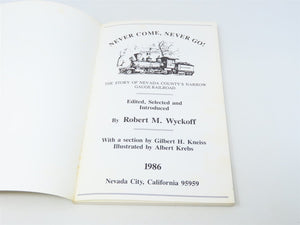 NEVER COME, NEVER GO!
THE STORY OF NEVADA COUNTY'S NARROW
GAUGE RAILROAD
Edited, Selected and
Introduced
By Robert M. Wyckoff
With a section by Gilbert H. Kneiss
Illustrated by Albert Krebs
1986
Nevada City, California 95959